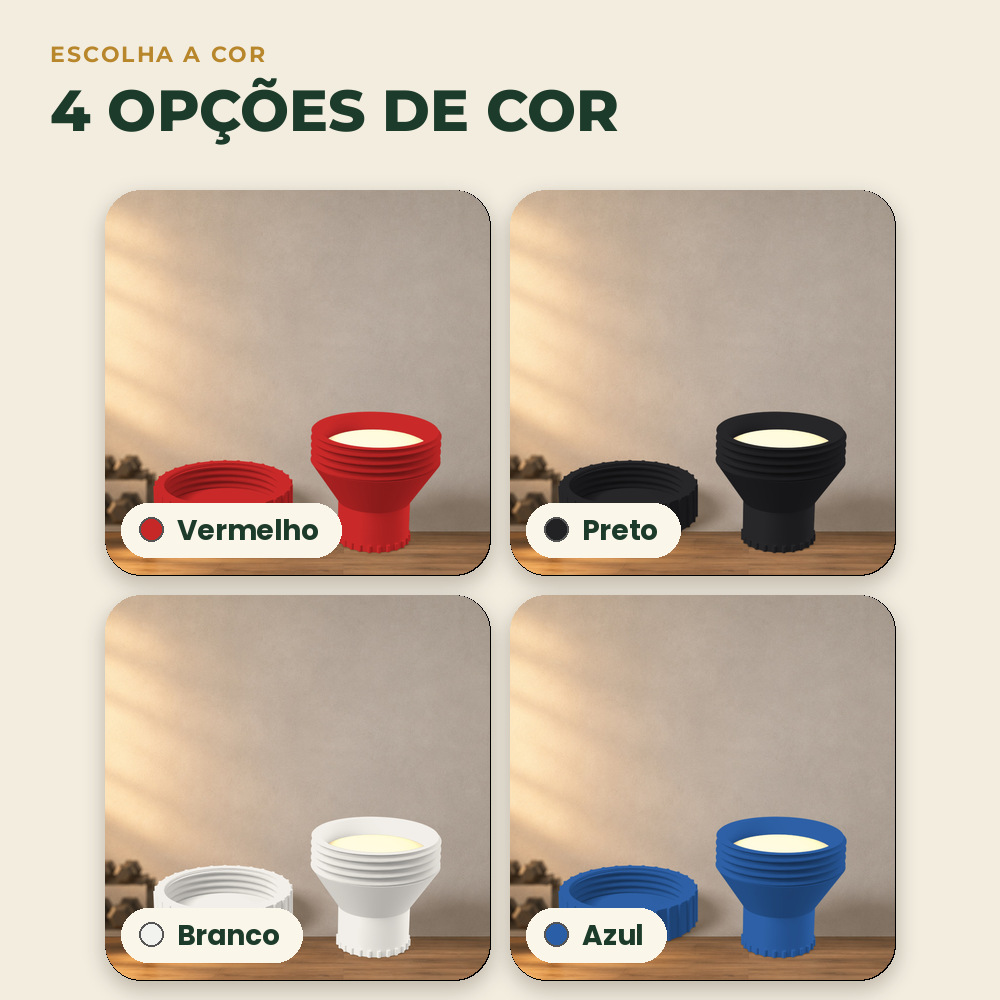 ESCOLHA A COR
4 OPÇÕES DE COR
Vermelho
Preto
Branco
Azul